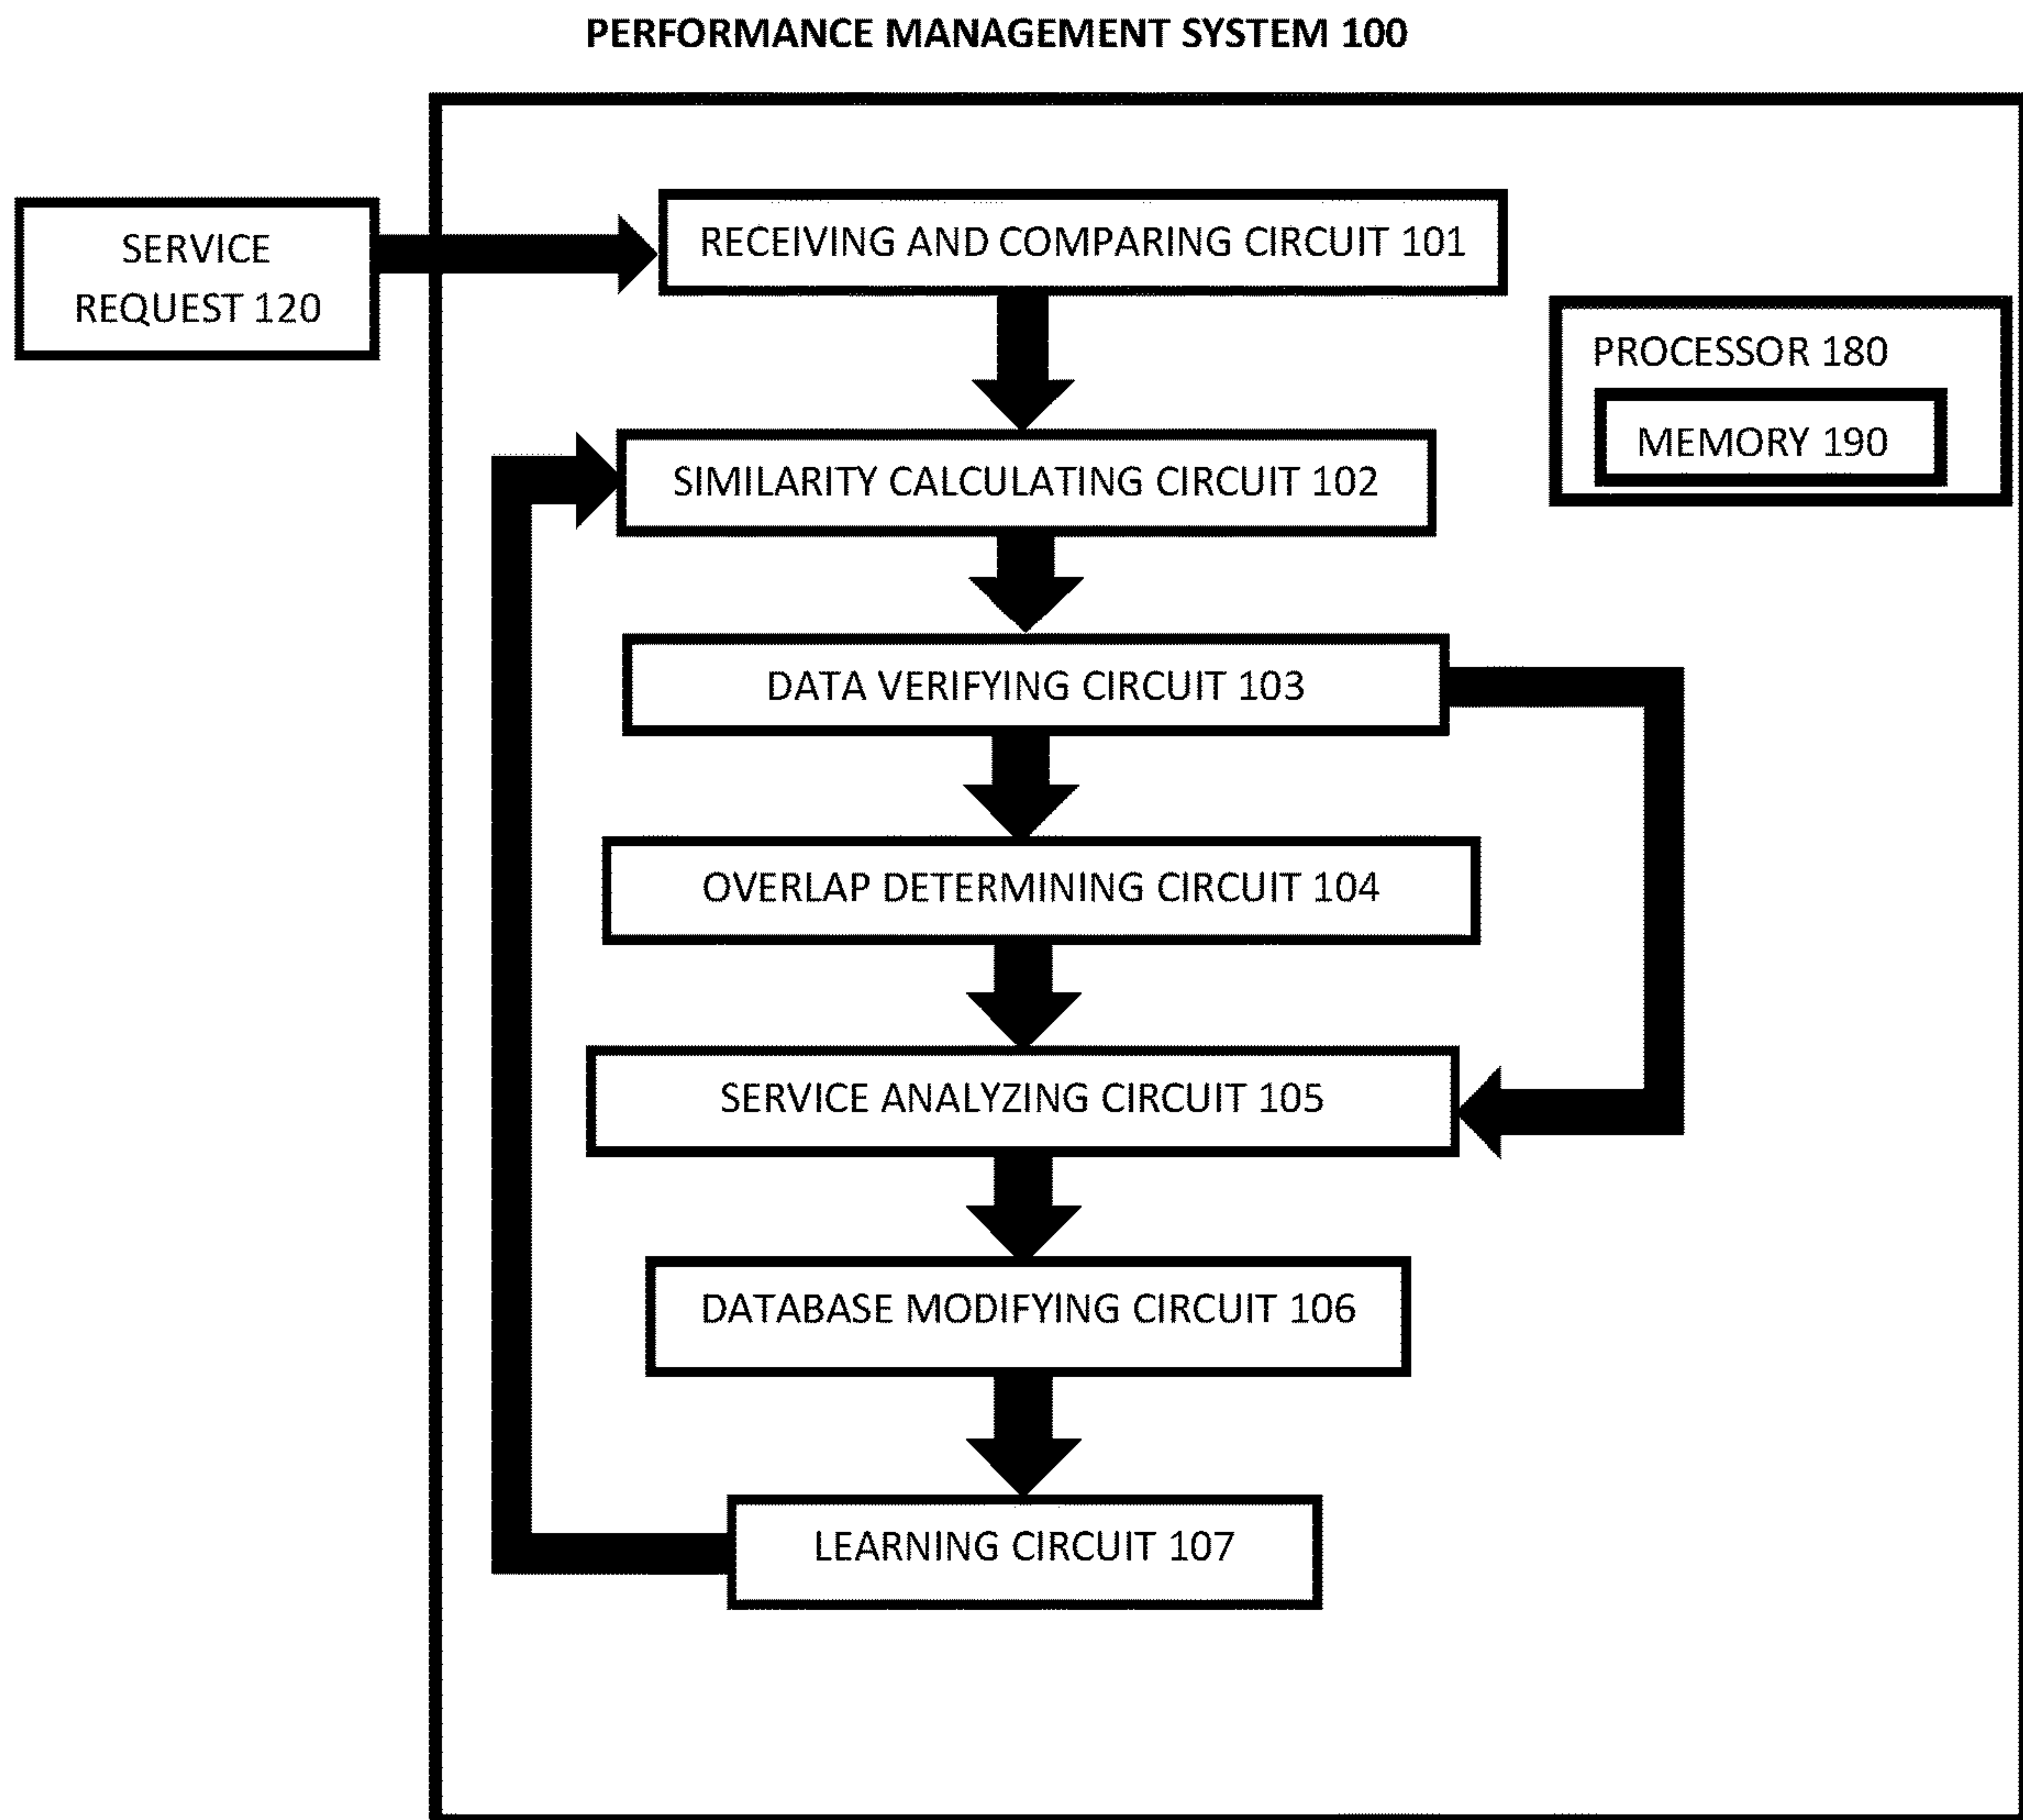 PERFORMANCE MANAGEMENT SYSTEM 100
SERVICE
REQUEST 120
RECEIVING AND COMPARING CIRCUIT 101
PROCESSOR 180
MEMORY 190
SIMILARITY CALCULATING CIRCUIT 102
DATA VERIFYING CIRCUIT 103
OVERLAP DETERMINING CIRCUIT 104
SERVICE ANALYZING CIRCUIT 105
DATABASE MODIFYING CIRCUIT 106
LEARNING CIRCUIT 107